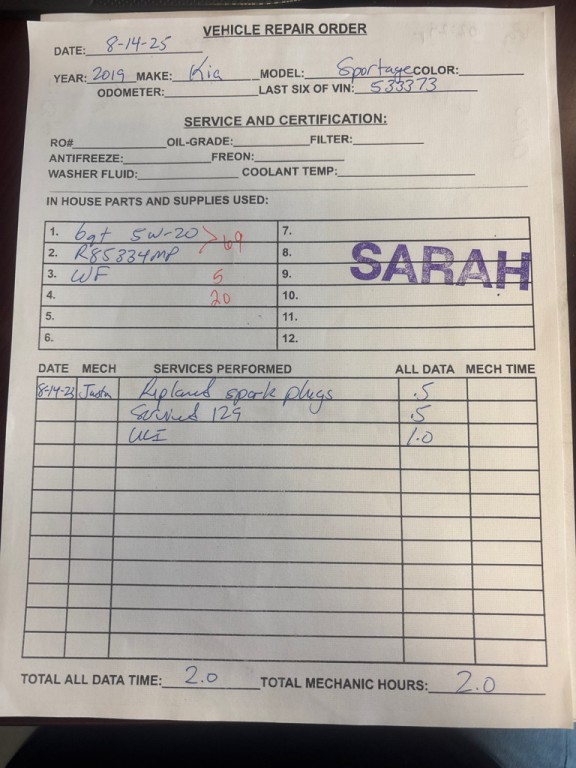 VEHICLE REPAIR ORDER
DATE: 8-14-25
YEAR: 2019 MAKE: Kia MODEL: Sportage COLOR:
ODOMETER: LAST SIX OF VIN: 533373
SERVICE AND CERTIFICATION:
RO# OIL-GRADE: FILTER:
ANTIFREEZE: FREON:
WASHER FLUID: COOLANT TEMP:
IN HOUSE PARTS AND SUPPLIES USED:
1. 6qt 5W-20 > 69 7.
2. R85334MP 8.
SARAH
3. WF 5 9.
4. 20 10.
5. 11.
6. 12.
DATE MECH SERVICES PERFORMED ALL DATA MECH TIME
8-14-25 Justin Replaced spark plugs .5
Serviced 129 .5
1.0
TOTAL ALL DATA TIME: 2.0 TOTAL MECHANIC HOURS: 2.0